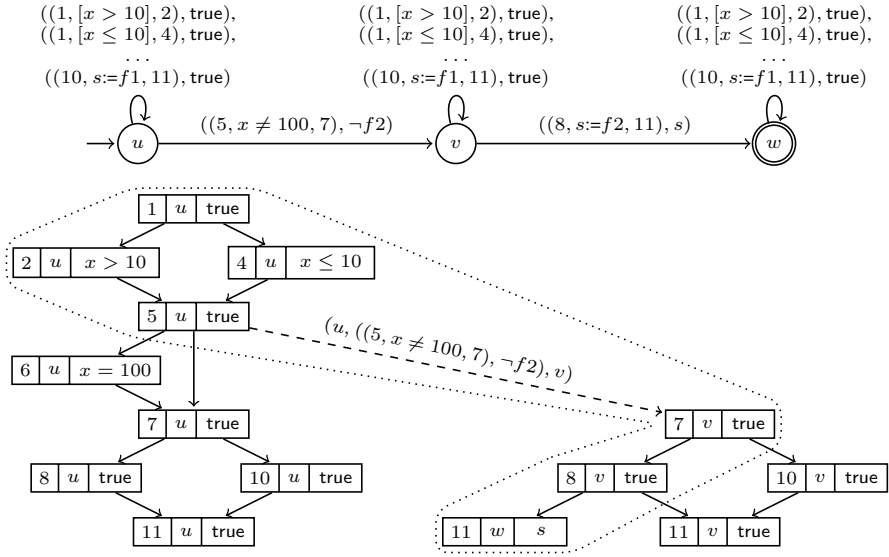 ((1, [x > 10], 2), true), ((1, [x > 10], 2), true), ((1, [x > 10], 2), true),
((1, [x ≤ 10], 4), true), ((1, [x ≤ 10], 4), true), ((1, [x ≤ 10], 4), true),
... ... ...
((10, s:=f1, 11), true) ((10, s:=f1, 11), true) ((10, s:=f1, 11), true)
((5, x ≠ 100, 7), ¬f2) ((8, s:=f2, 11), s)
u v w
1 u true
2 u x > 10 4 u x ≤ 10
5 u true
(u, ((5, x ≠ 100, 7), ¬f2), v)
6 u x = 100
7 u true 7 v true
8 u true 10 u true 8 v true 10 v true
11 u true 11 w s 11 v true